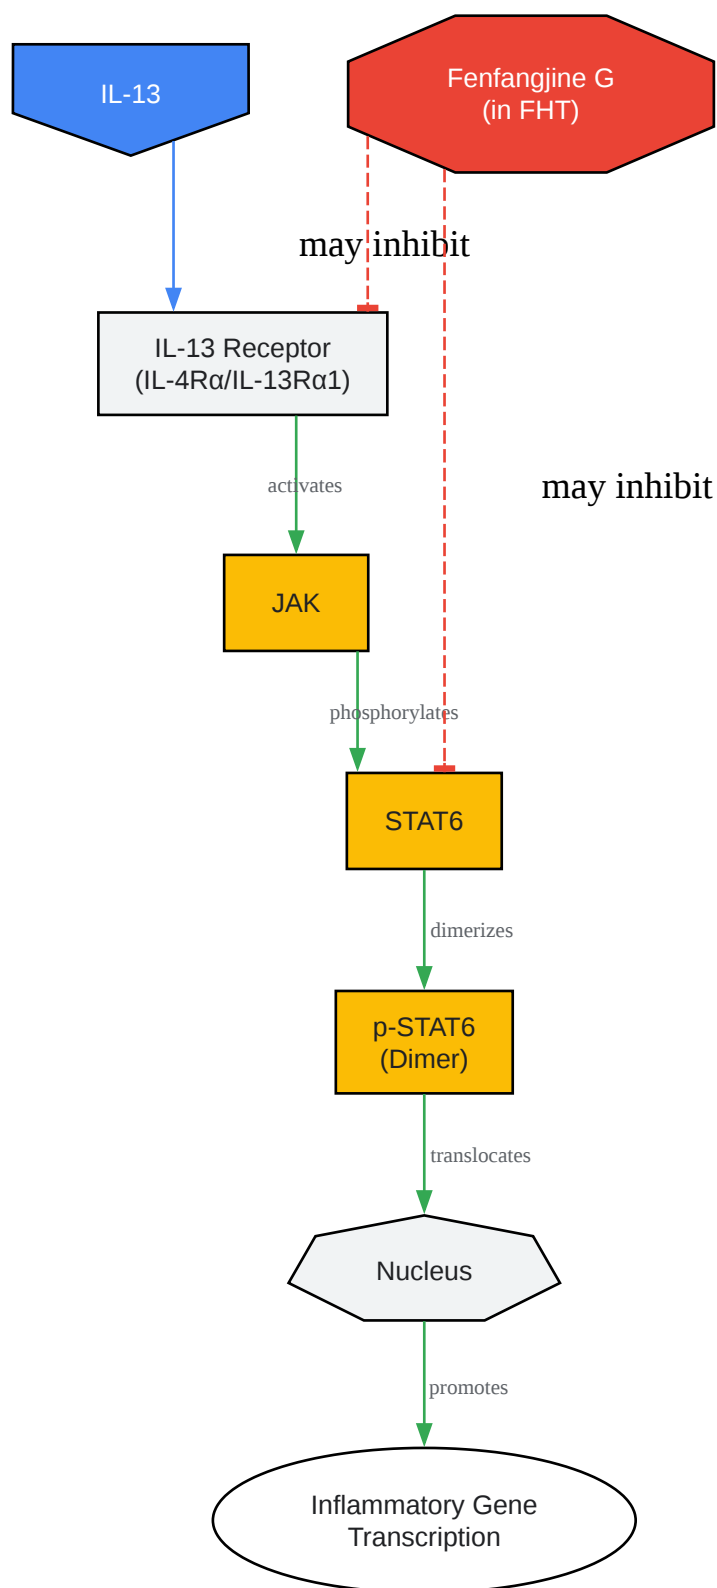 IL-13
Fenfangjine G
(in FHT)
may inhibit
IL-13 Receptor
(IL-4Rα/IL-13Rα1)
activates
may inhibit
JAK
phosphorylates
STAT6
dimerizes
p-STAT6
(Dimer)
translocates
Nucleus
promotes
Inflammatory Gene
Transcription